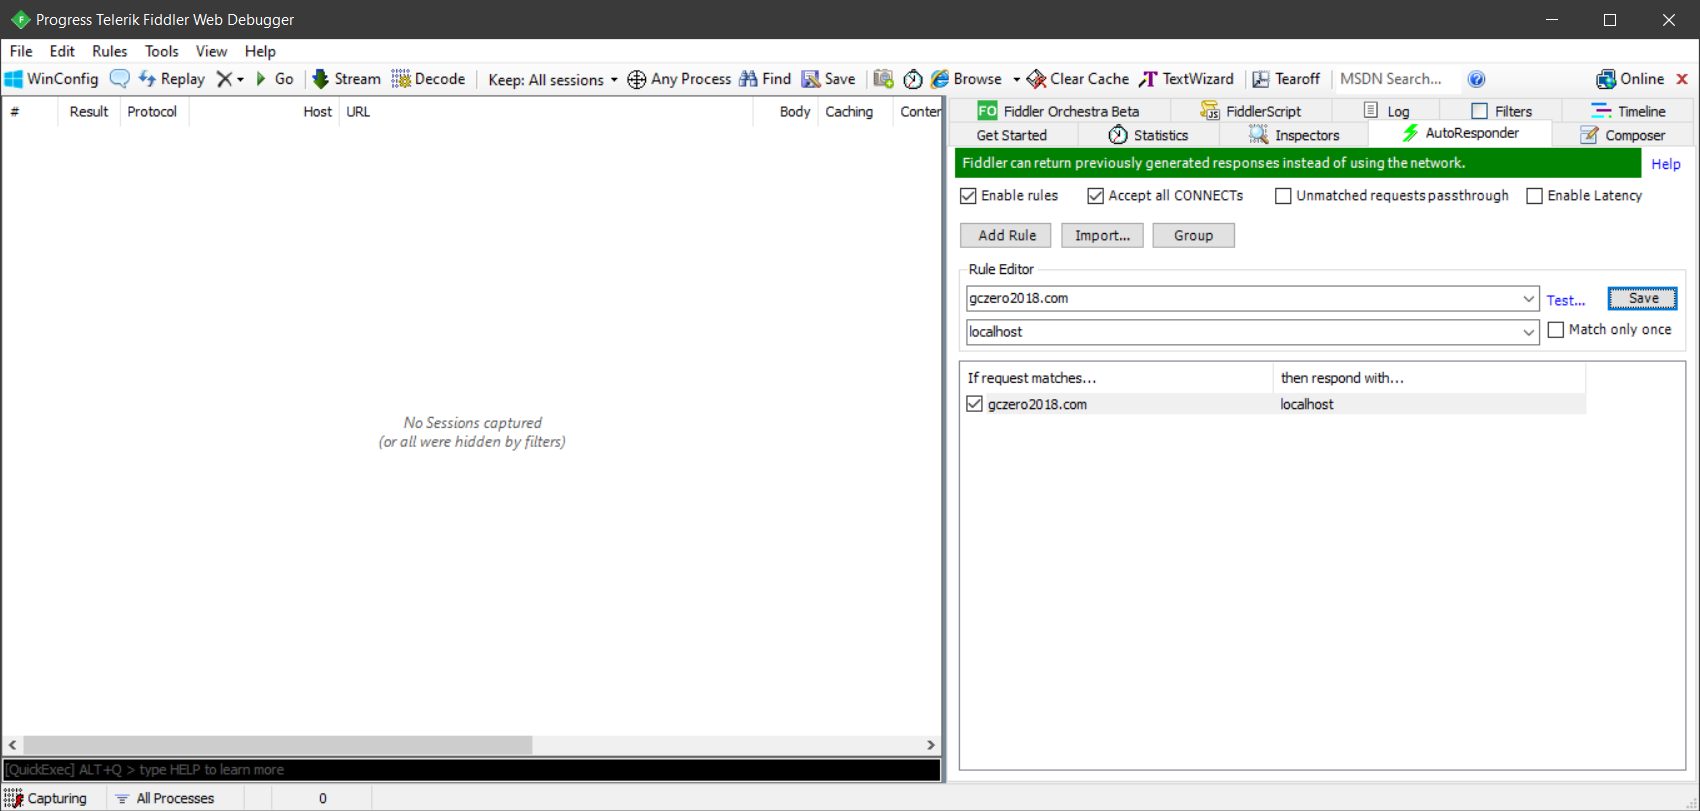 Progress Telerik Fiddler Web Debugger
File Edit Rules Tools View Help
WinConfig Replay Go Stream Decode Keep: All sessions Any Process Find Save Browse Clear Cache TextWizard Tearoff MSDN Search... Online
# Result Protocol Host URL Body Caching Conten
No Sessions captured
(or all were hidden by filters)
[QuickExec] ALT+Q > type HELP to learn more
Capturing All Processes 0
FO Fiddler Orchestra Beta FiddlerScript Log Filters Timeline
Get Started Statistics Inspectors AutoResponder Composer
Fiddler can return previously generated responses instead of using the network. Help
Enable rules Accept all CONNECTs Unmatched requests passthrough Enable Latency
Add Rule Import... Group
Rule Editor
gczero2018.com Test... Save
localhost Match only once
If request matches... then respond with...
gczero2018.com localhost